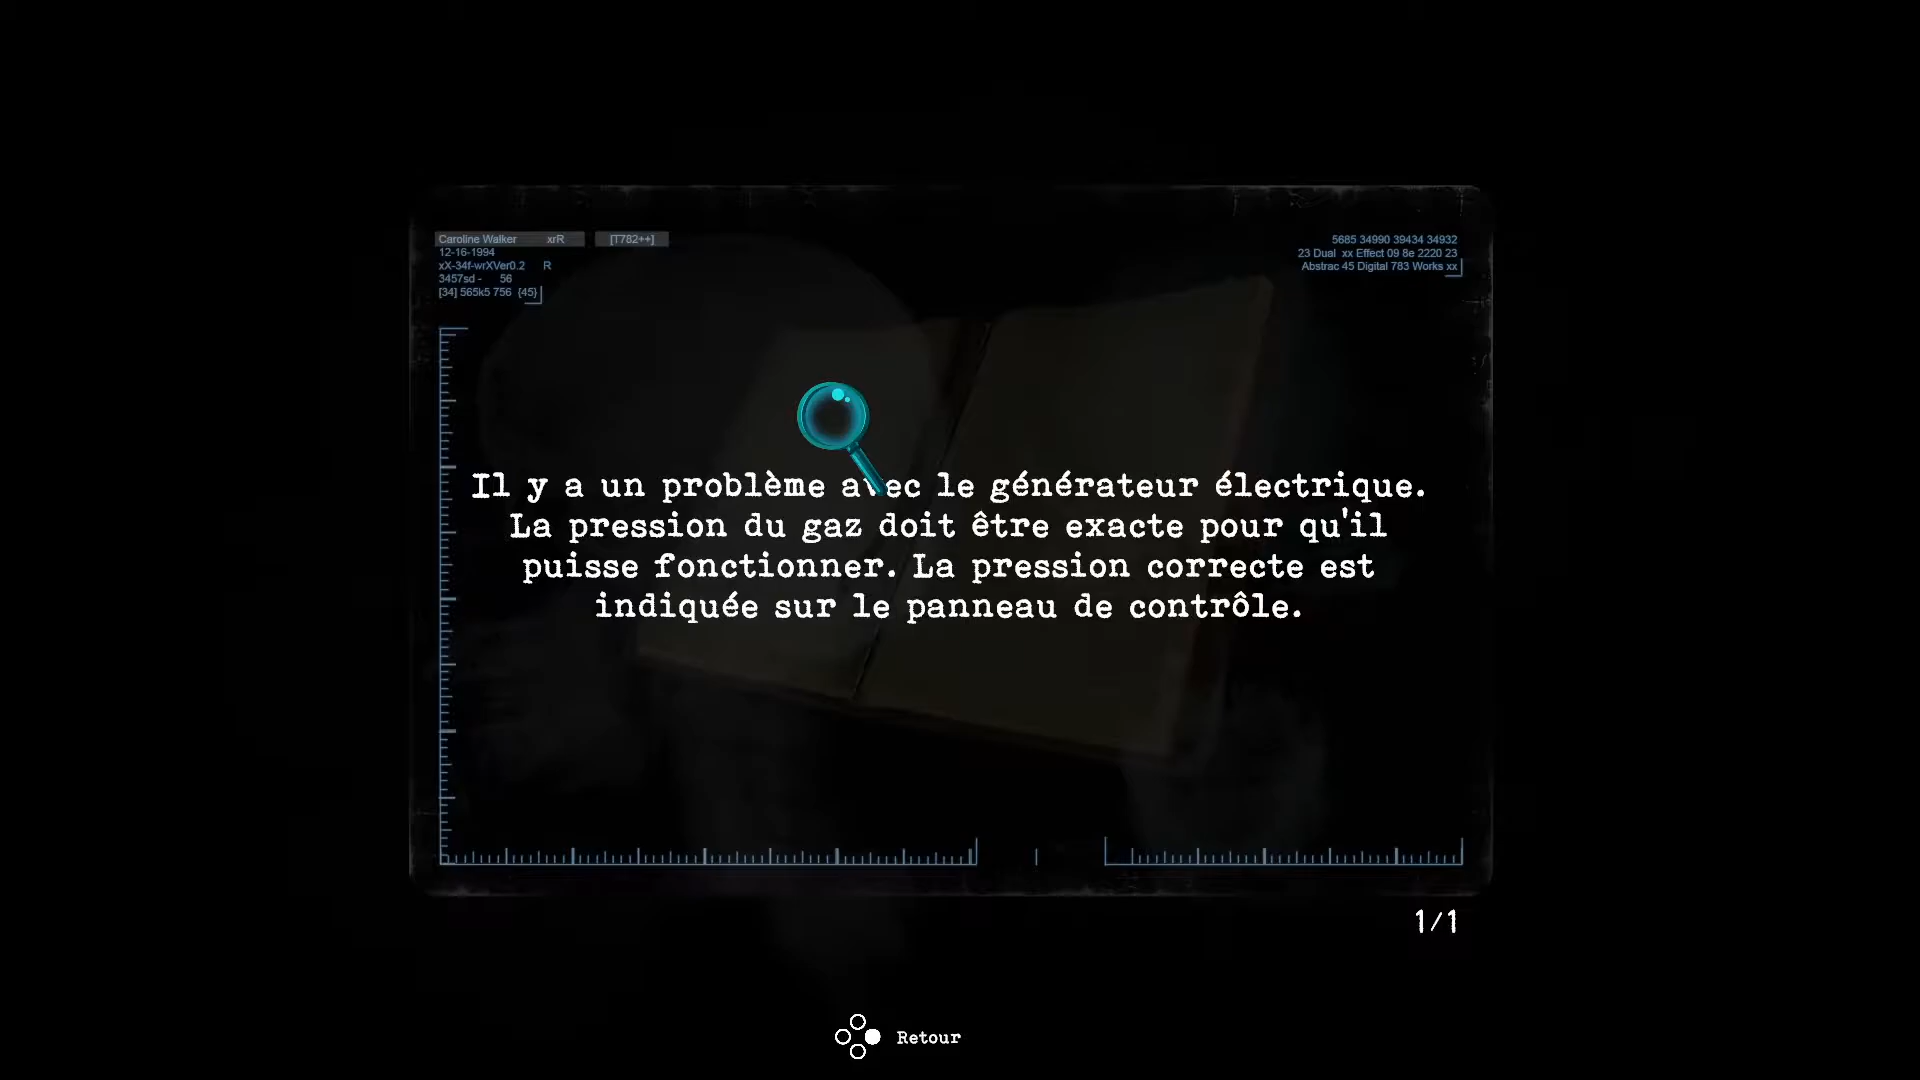 Caroline Walker xrR [T782++]
12-16-1994
xX-34f-wrXVer0.2 R
3457sd - 56
[34] 565k5 756 {45}
5685 34990 39434 34932
23 Dual xx Effect 09 8e 2220 23
Abstrac 45 Digital 783 Works xx
Il y a un problème avec le générateur électrique.
La pression du gaz doit être exacte pour qu'il
puisse fonctionner. La pression correcte est
indiquée sur le panneau de contrôle.
1/1
Retour